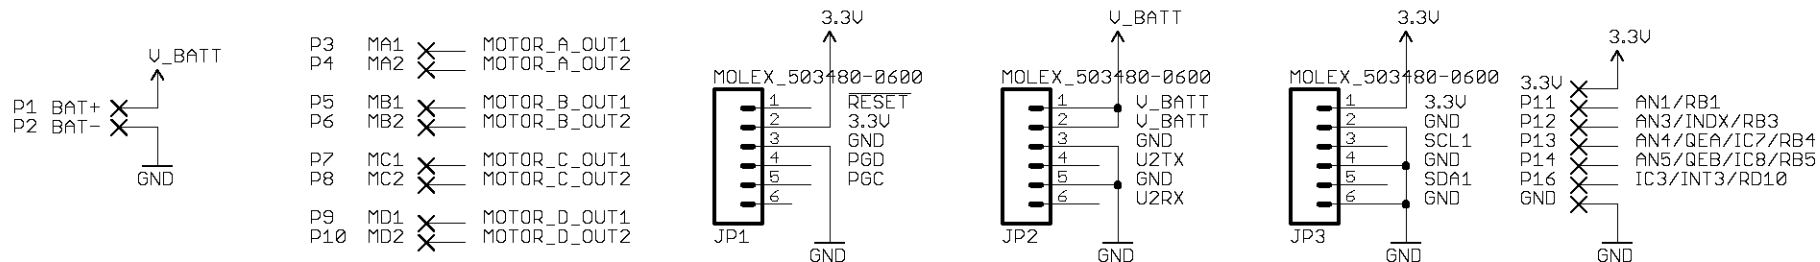 V_BATT
P1 BAT+
P2 BAT-
GND
P3 MA1 MOTOR_A_OUT1
P4 MA2 MOTOR_A_OUT2
P5 MB1 MOTOR_B_OUT1
P6 MB2 MOTOR_B_OUT2
P7 MC1 MOTOR_C_OUT1
P8 MC2 MOTOR_C_OUT2
P9 MD1 MOTOR_D_OUT1
P10 MD2 MOTOR_D_OUT2
3.3V
MOLEX_503480-0600
1 RESET
2 3.3V
3 GND
4 PGD
5 PGC
6
JP1
GND
V_BATT
MOLEX_503480-0600
1 V_BATT
2 V_BATT
3 GND
4 U2TX
5 GND
6 U2RX
JP2
GND
3.3V
MOLEX_503480-0600
1 3.3V
2 GND
3 SCL1
4 GND
5 SDA1
6 GND
JP3
GND
3.3V
3.3V
P11 AN1/RB1
P12 AN3/INDX/RB3
P13 AN4/QEA/IC7/RB4
P14 AN5/QEB/IC8/RB5
P16 IC3/INT3/RD10
GND
GND